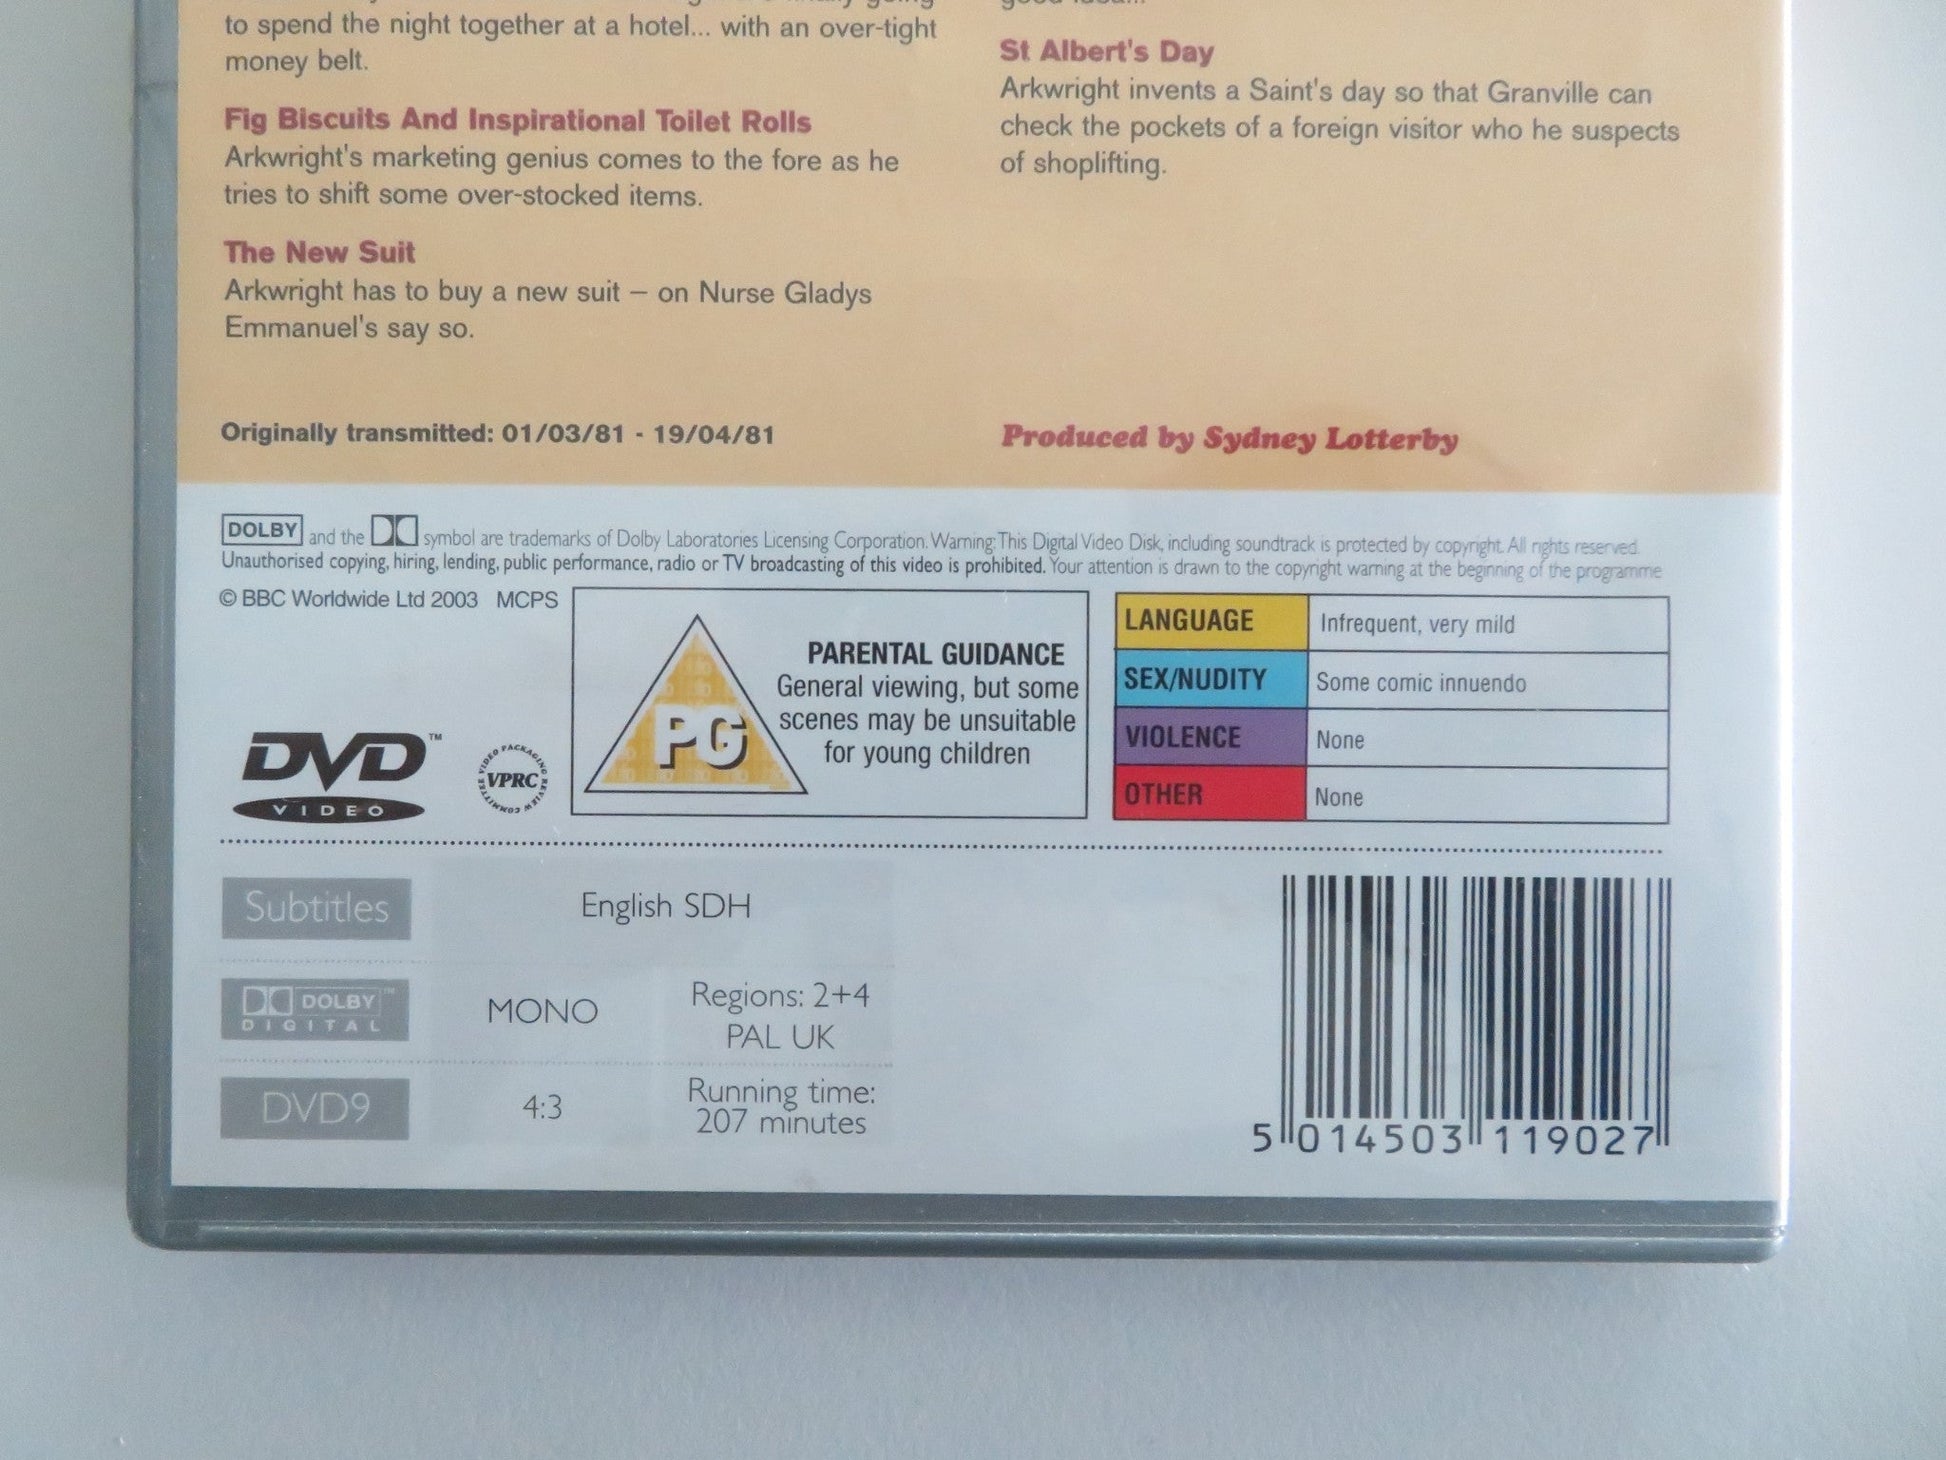 to spend the night together at a hotel... with an over-tight
money belt.
Fig Biscuits And Inspirational Toilet Rolls
Arkwright's marketing genius comes to the fore as he
tries to shift some over-stocked items.
The New Suit
Arkwright has to buy a new suit – on Nurse Gladys
Emmanuel's say so.
St Albert's Day
Arkwright invents a Saint's day so that Granville can
check the pockets of a foreign visitor who he suspects
of shoplifting.
Originally transmitted: 01/03/81 - 19/04/81
Produced by Sydney Lotterby
DOLBY and the symbol are trademarks of Dolby Laboratories Licensing Corporation. Warning: This Digital Video Disk, including soundtrack is protected by copyright. All rights reserved.
Unauthorised copying, hiring, lending, public performance, radio or TV broadcasting of this video is prohibited. Your attention is drawn to the copyright warning at the beginning of the programme
© BBC Worldwide Ltd 2003 MCPS
DVD™
VIDEO
VIDEO PACKAGING REVIEW COMMITTEE
VPRC
PG
PARENTAL GUIDANCE
General viewing, but some
scenes may be unsuitable
for young children
LANGUAGE Infrequent, very mild
SEX/NUDITY Some comic innuendo
VIOLENCE None
OTHER None
Subtitles English SDH
DOLBY™
DIGITAL
MONO
Regions: 2+4
PAL UK
DVD9
4:3
Running time:
207 minutes
5 014503 119027